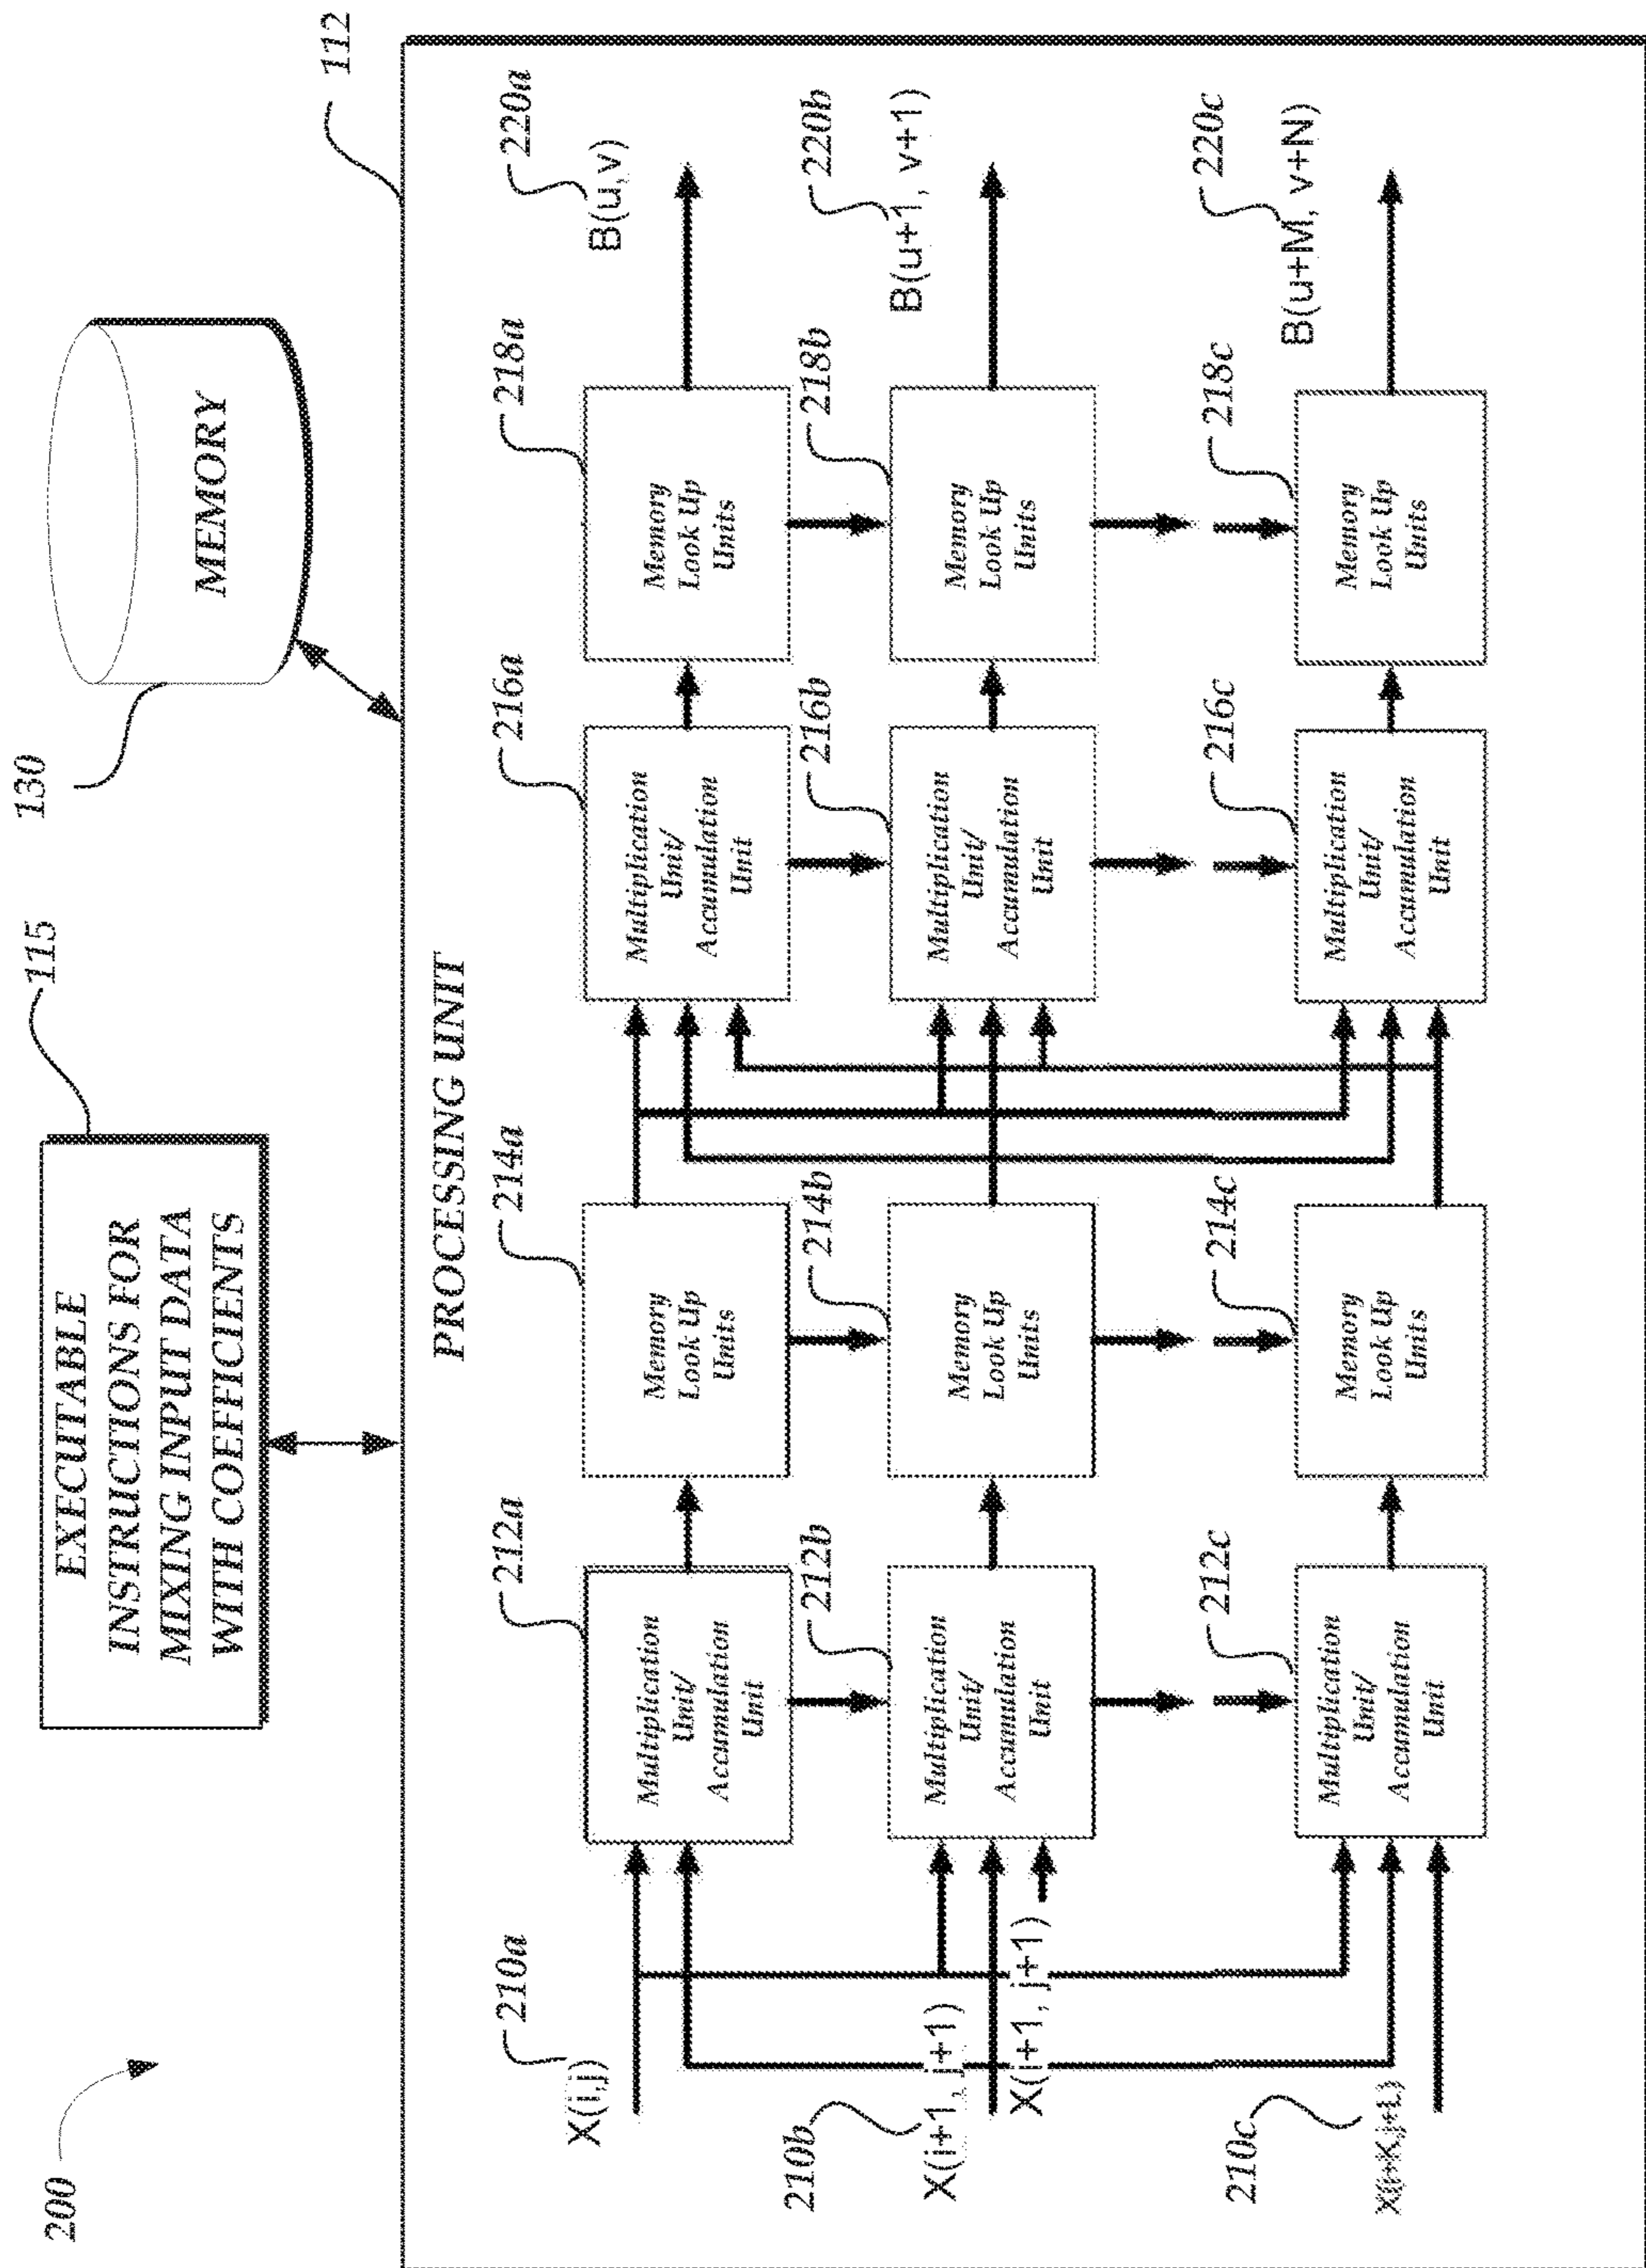 200
115
130
EXECUTABLE
INSTRUCTIONS FOR
MIXING INPUT DATA
WITH COEFFICIENTS
MEMORY
112
PROCESSING UNIT
210a
212a
214a
216a
218a
220a
X(i,j)
Multiplication
Unit/
Accumulation
Unit
Memory
Look Up
Units
Multiplication
Unit/
Accumulation
Unit
Memory
Look Up
Units
B(u,v)
210b
212b
214b
216b
218b
220b
X(i+1, j+1)
X(i+1, j+1)
Multiplication
Unit/
Accumulation
Unit
Memory
Look Up
Units
Multiplication
Unit/
Accumulation
Unit
Memory
Look Up
Units
B(u+1, v+1)
210c
212c
214c
216c
218c
220c
X(i+K,j+L)
Multiplication
Unit/
Accumulation
Unit
Memory
Look Up
Units
Multiplication
Unit/
Accumulation
Unit
Memory
Look Up
Units
B(u+M, v+N)